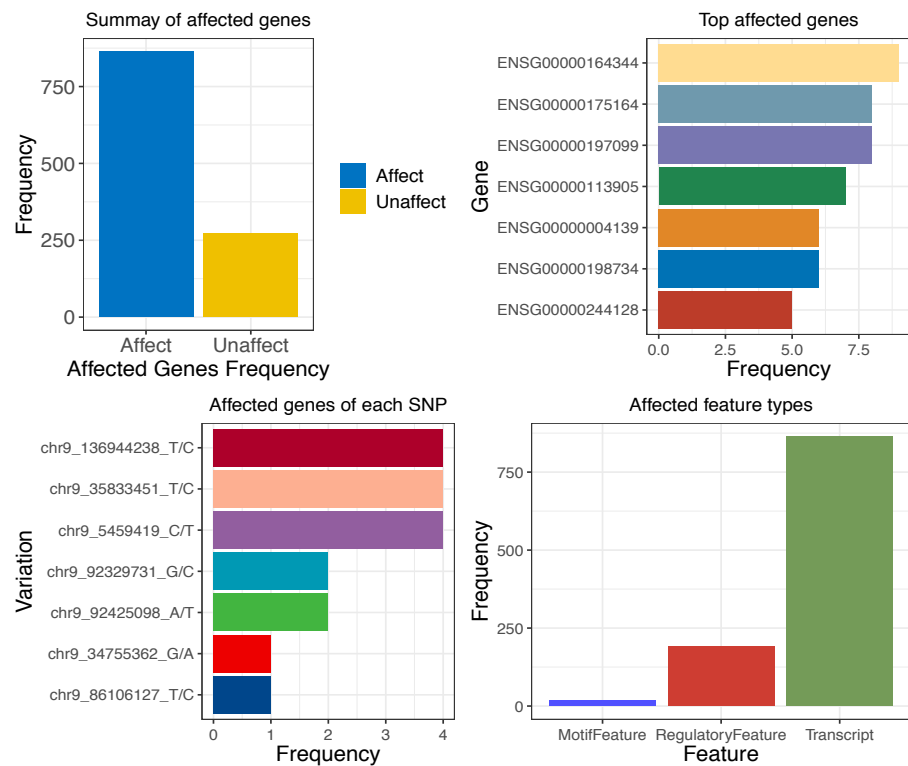 Summay of affected genes
Frequency
750
500
250
0
Affect
Unaffect
Affected Genes Frequency
Affect
Unaffect
Top affected genes
Gene
ENSG00000164344
ENSG00000175164
ENSG00000197099
ENSG00000113905
ENSG00000004139
ENSG00000198734
ENSG00000244128
0.0
2.5
5.0
7.5
Frequency
Affected genes of each SNP
Variation
chr9_136944238_T/C
chr9_35833451_T/C
chr9_5459419_C/T
chr9_92329731_G/C
chr9_92425098_A/T
chr9_34755362_G/A
chr9_86106127_T/C
0
1
2
3
4
Frequency
Affected feature types
Frequency
750
500
250
0
MotifFeature
RegulatoryFeature
Transcript
Feature